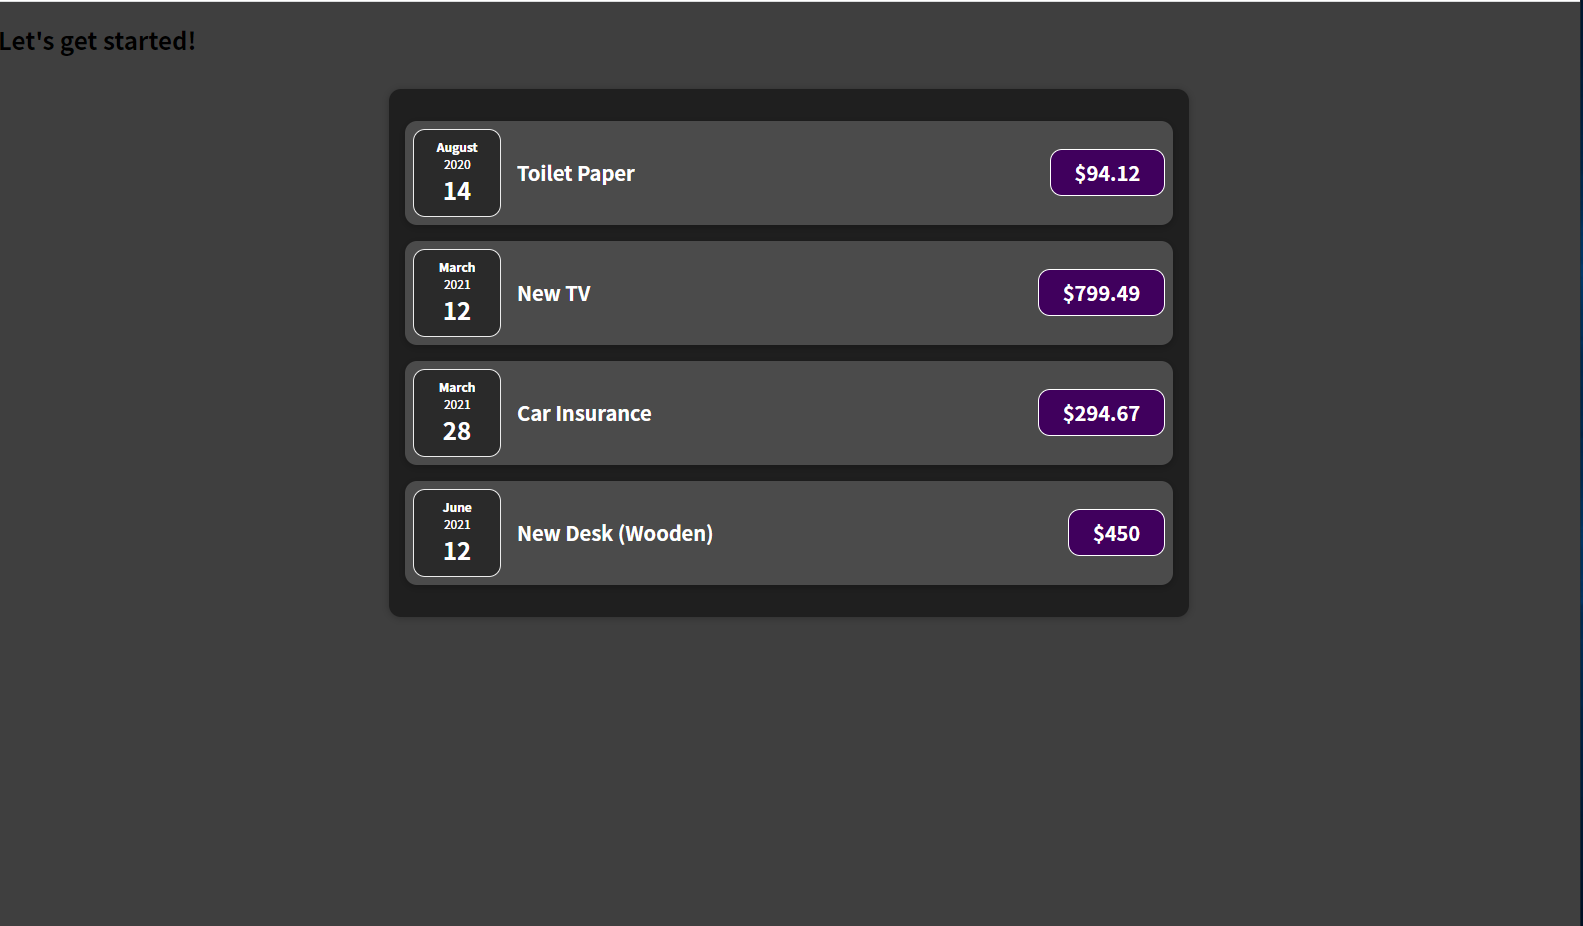 Let's get started!
August
2020
14
Toilet Paper
$94.12
March
2021
12
New TV
$799.49
March
2021
28
Car Insurance
$294.67
June
2021
12
New Desk (Wooden)
$450